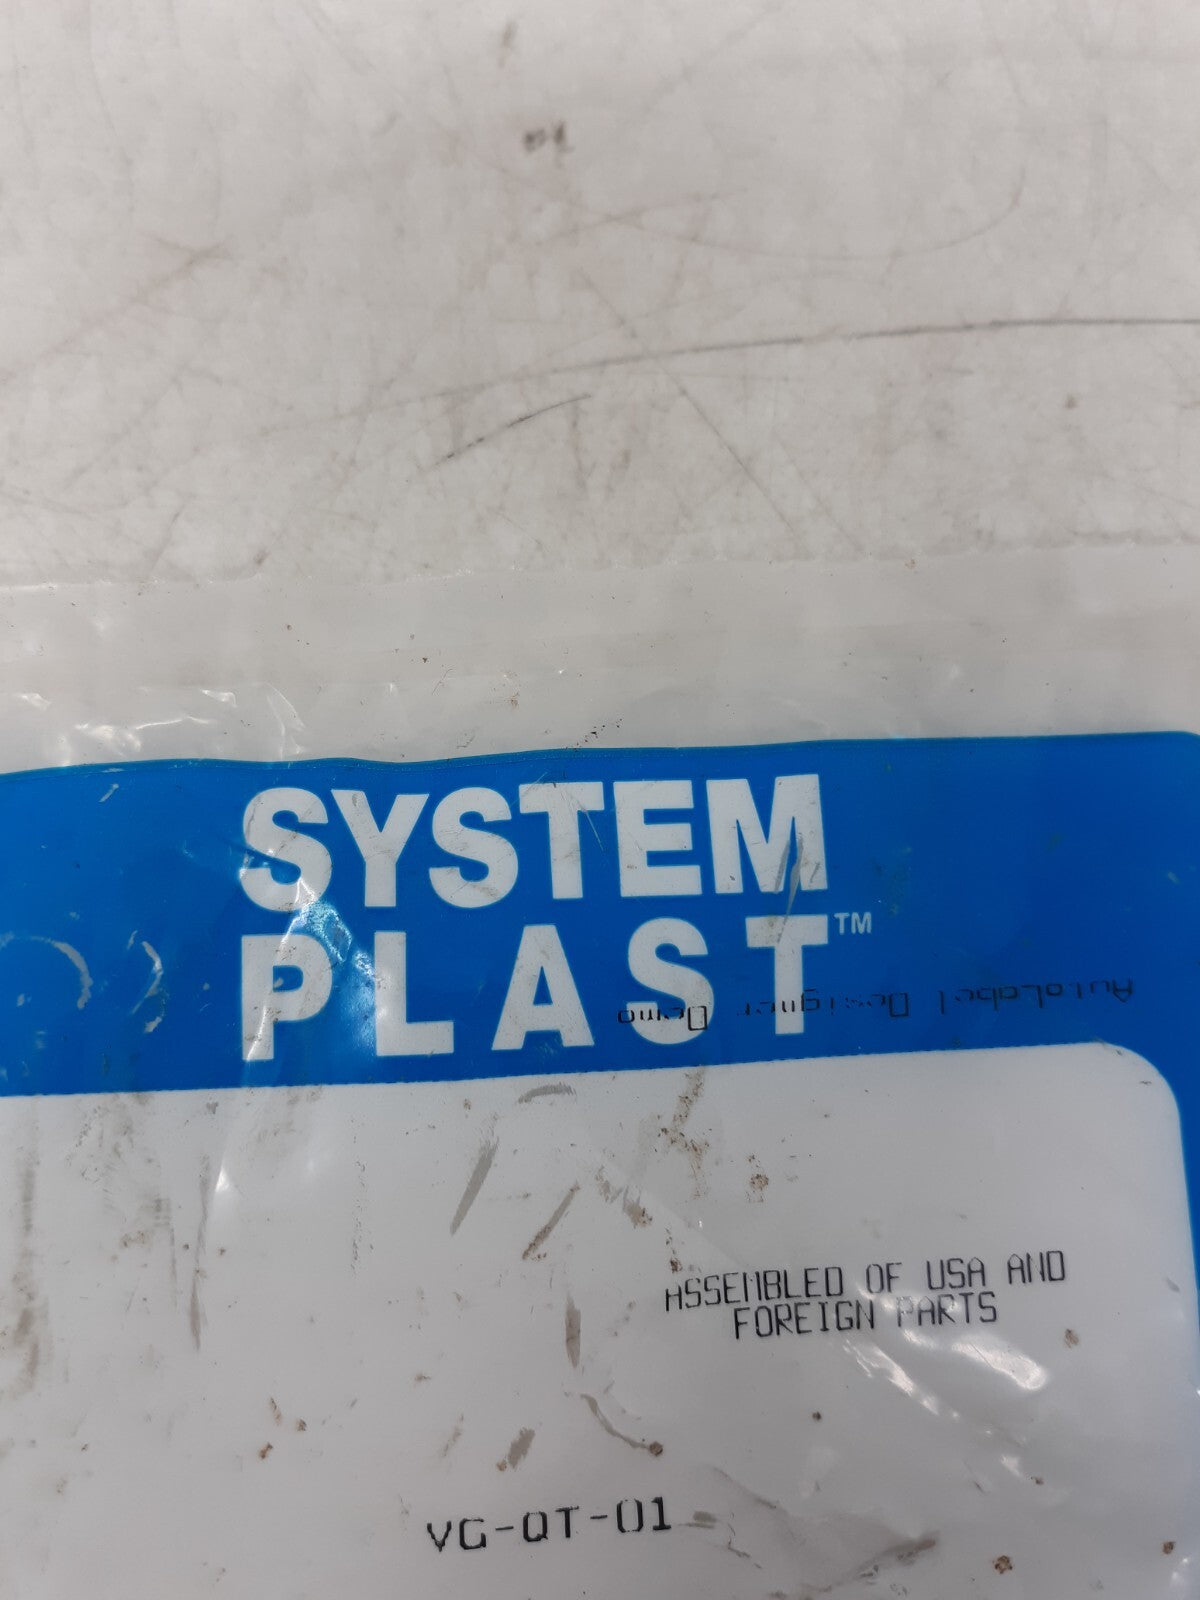 SYSTEM
PLAST™
AutoLabel Designer Demo
ASSEMBLED OF USA AND
FOREIGN PARTS
VG-QT-01